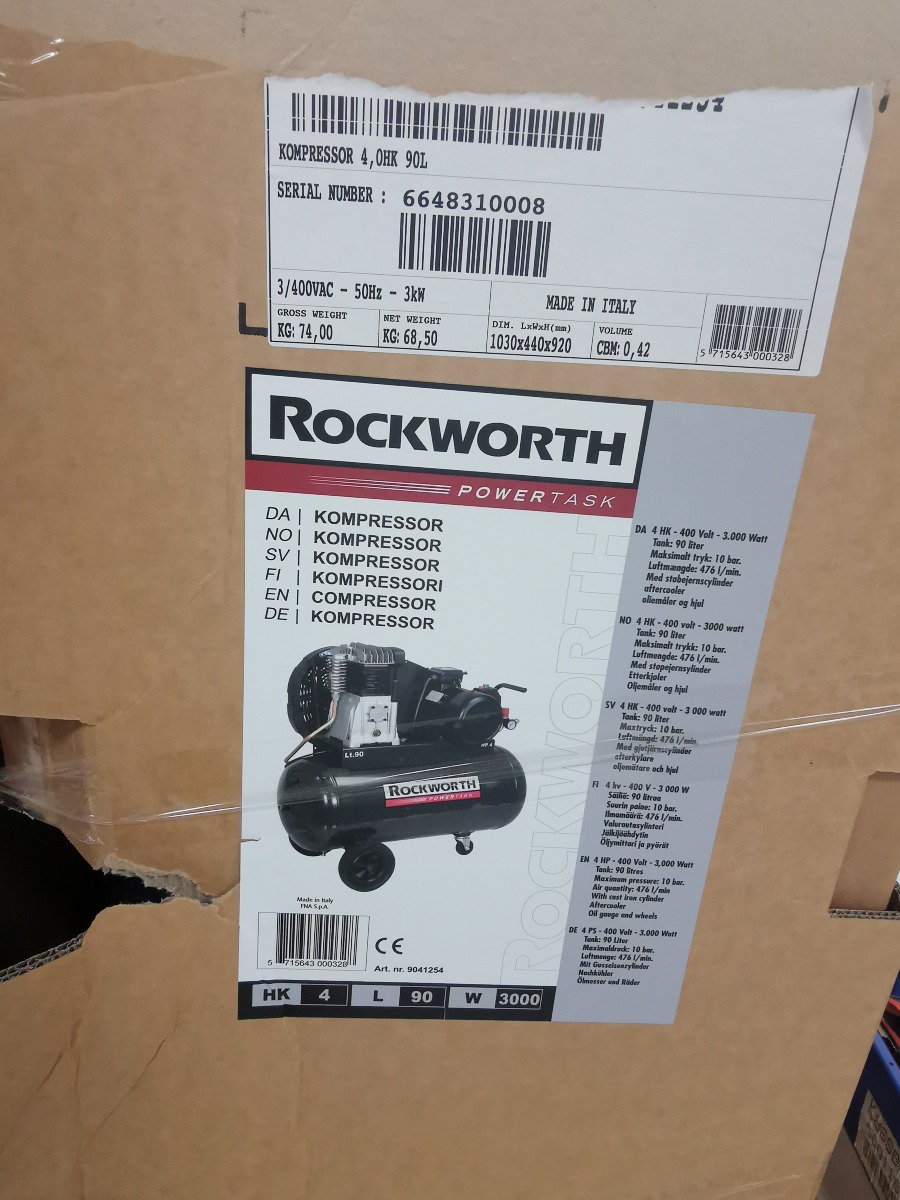 KOMPRESSOR 4,0HK 90L
SERIAL NUMBER : 6648310008
3/400VAC - 50Hz - 3kW
MADE IN ITALY
GROSS WEIGHT
KG: 74,00
NET WEIGHT
KG: 68,50
DIM. LxWxH(mm)
1030x440x920
VOLUME
CBM: 0,42
5 715643 000328
ROCKWORTH
POWERTASK
DA | KOMPRESSOR
NO | KOMPRESSOR
SV | KOMPRESSOR
FI | KOMPRESSORI
EN | COMPRESSOR
DE | KOMPRESSOR
DA 4 HK - 400 Volt - 3.000 Watt
Tank: 90 liter
Maksimalt tryk: 10 bar.
Luftmængde: 476 l/min.
Med støbejernscylinder
aftercooler
oliemåler og hjul
NO 4 HK - 400 volt - 3000 watt
Tank: 90 liter
Maksimalt trykk: 10 bar.
Luftmengde: 476 l/min.
Med støpejernsylinder
Etterkjøler
Oljemåler og hjul
SV 4 HK - 400 volt - 3 000 watt
Tank: 90 liter
Maxtryck: 10 bar.
Luftmängd: 476 l/min.
Med gjutjärnscylinder
efterkylare
oljemätare och hjul
FI 4 hv - 400 V - 3 000 W
Säiliö: 90 litraa
Suurin paine: 10 bar.
Ilmamäärä: 476 l/min.
Valurautasylinteri
Jälkijäähdytin
Öljymittari ja pyörät
EN 4 HP - 400 Volt - 3,000 Watt
Tank: 90 litres
Maximum pressure: 10 bar.
Air quantity: 476 l/min
With cast iron cylinder
Aftercooler
Oil gauge and wheels
DE 4 PS - 400 Volt - 3.000 Watt
Tank: 90 Liter
Maximaldruck: 10 bar.
Luftmenge: 476 l/min.
Mit Gusseisenzylinder
Nachkühler
Ölmesser und Räder
Lt.90
ROCKWORTH
POWERTASK
ROCKWORTH
Made in Italy
FNA S.p.A.
5 715643 000328
CE
Art. nr. 9041254
HK 4 L 90 W 3000